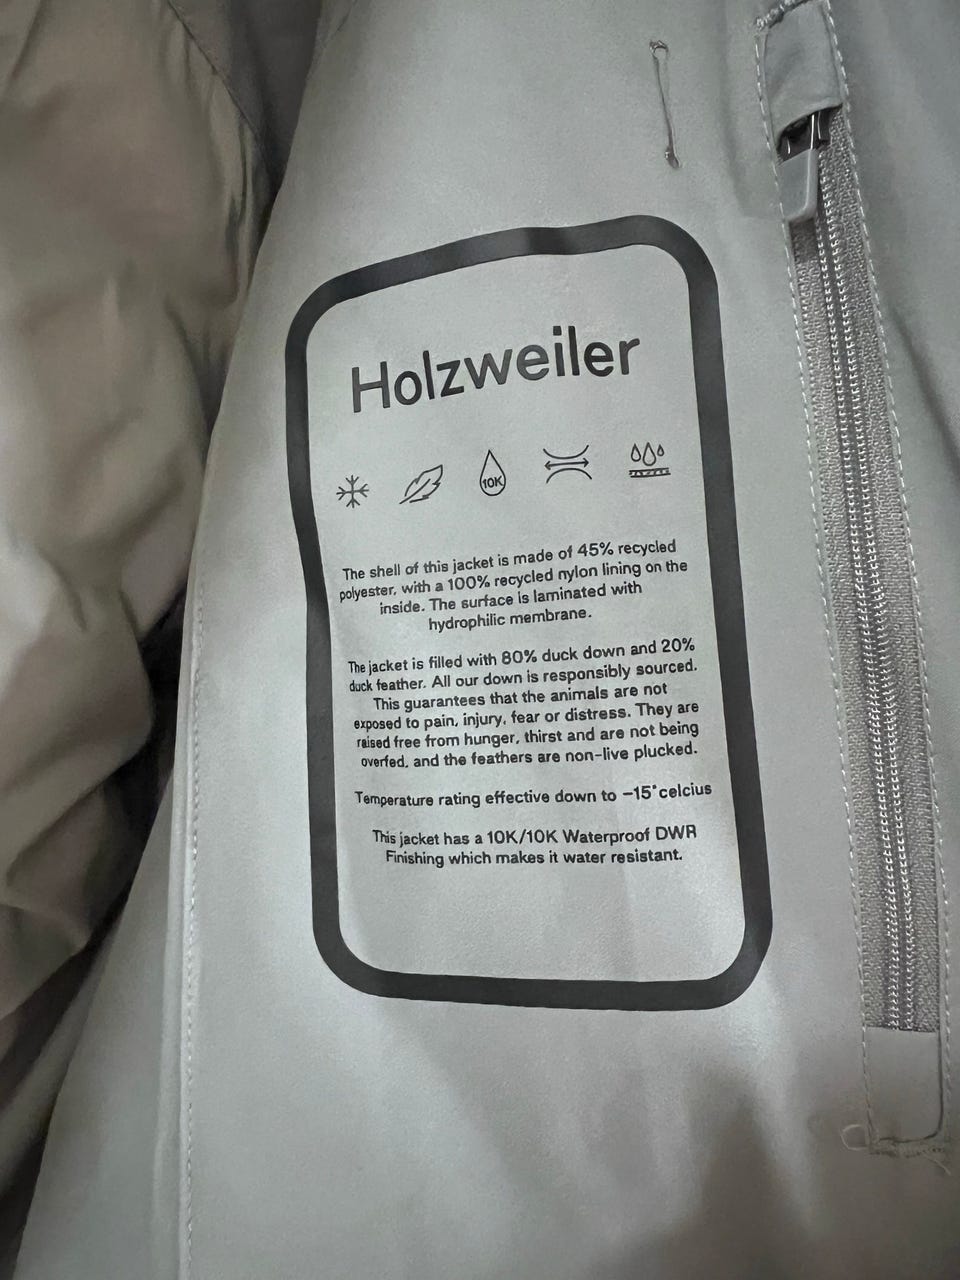 Holzweiler
10K
The shell of this jacket is made of 45% recycled
polyester, with a 100% recycled nylon lining on the
inside. The surface is laminated with
hydrophilic membrane.
The jacket is filled with 80% duck down and 20%
duck feather. All our down is responsibly sourced.
This guarantees that the animals are not
exposed to pain, injury, fear or distress. They are
raised free from hunger, thirst and are not being
overfed, and the feathers are non-live plucked.
Temperature rating effective down to -15°celcius
This jacket has a 10K/10K Waterproof DWR
Finishing which makes it water resistant.